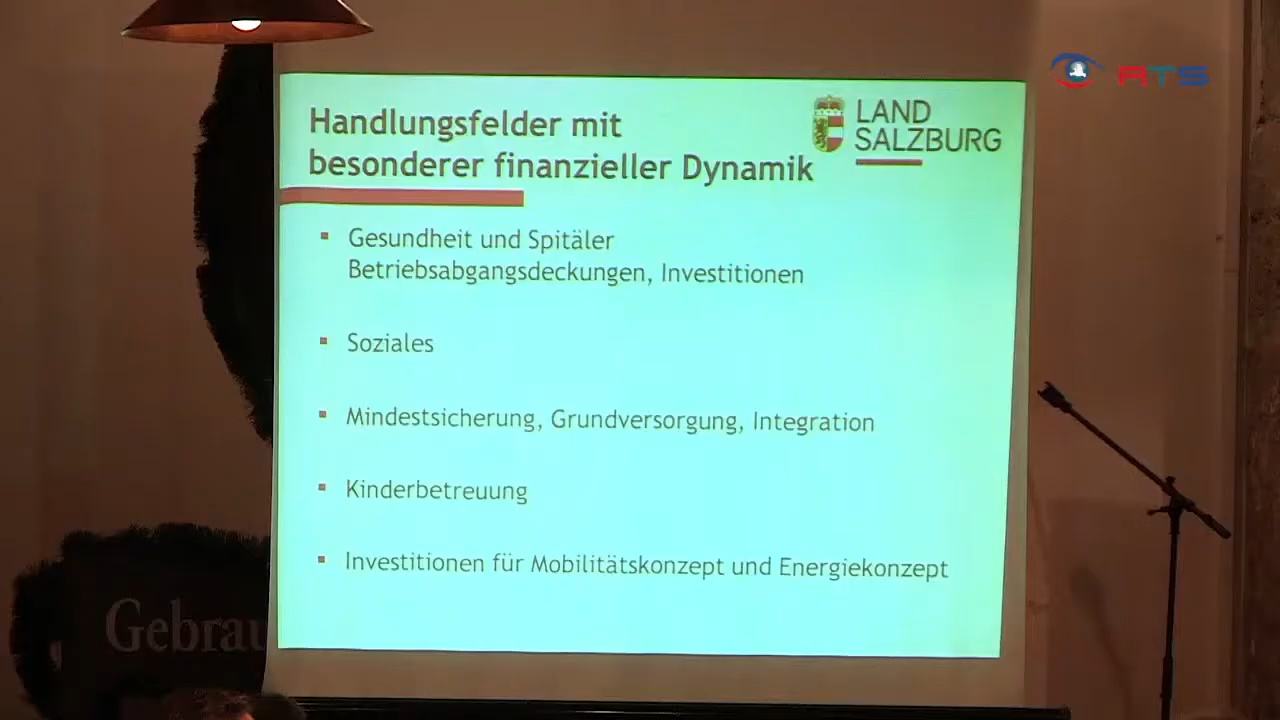 RTS
LAND
SALZBURG
Handlungsfelder mit
besonderer finanzieller Dynamik
Gesundheit und Spitäler
Betriebsabgangsdeckungen, Investitionen
Soziales
Mindestsicherung, Grundversorgung, Integration
Kinderbetreuung
Investitionen für Mobilitätskonzept und Energiekonzept
Gebrau